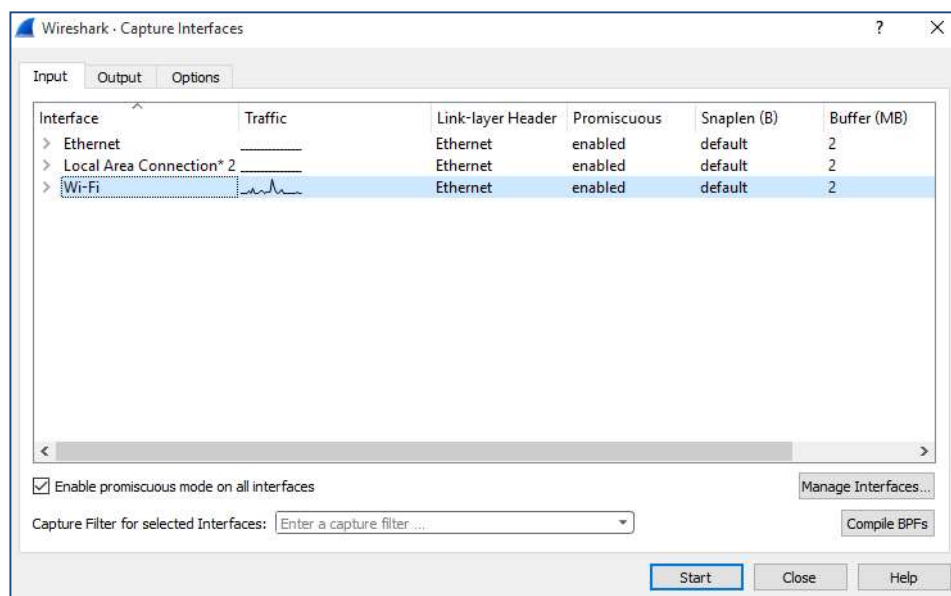 Wireshark · Capture Interfaces ? X
Input Output Options
Interface Traffic Link-layer Header Promiscuous Snaplen (B) Buffer (MB)
Ethernet Ethernet enabled default 2
Local Area Connection* 2 Ethernet enabled default 2
Wi-Fi Ethernet enabled default 2
Enable promiscuous mode on all interfaces Manage Interfaces...
Capture Filter for selected Interfaces: Enter a capture filter ... Compile BPFs
Start Close Help